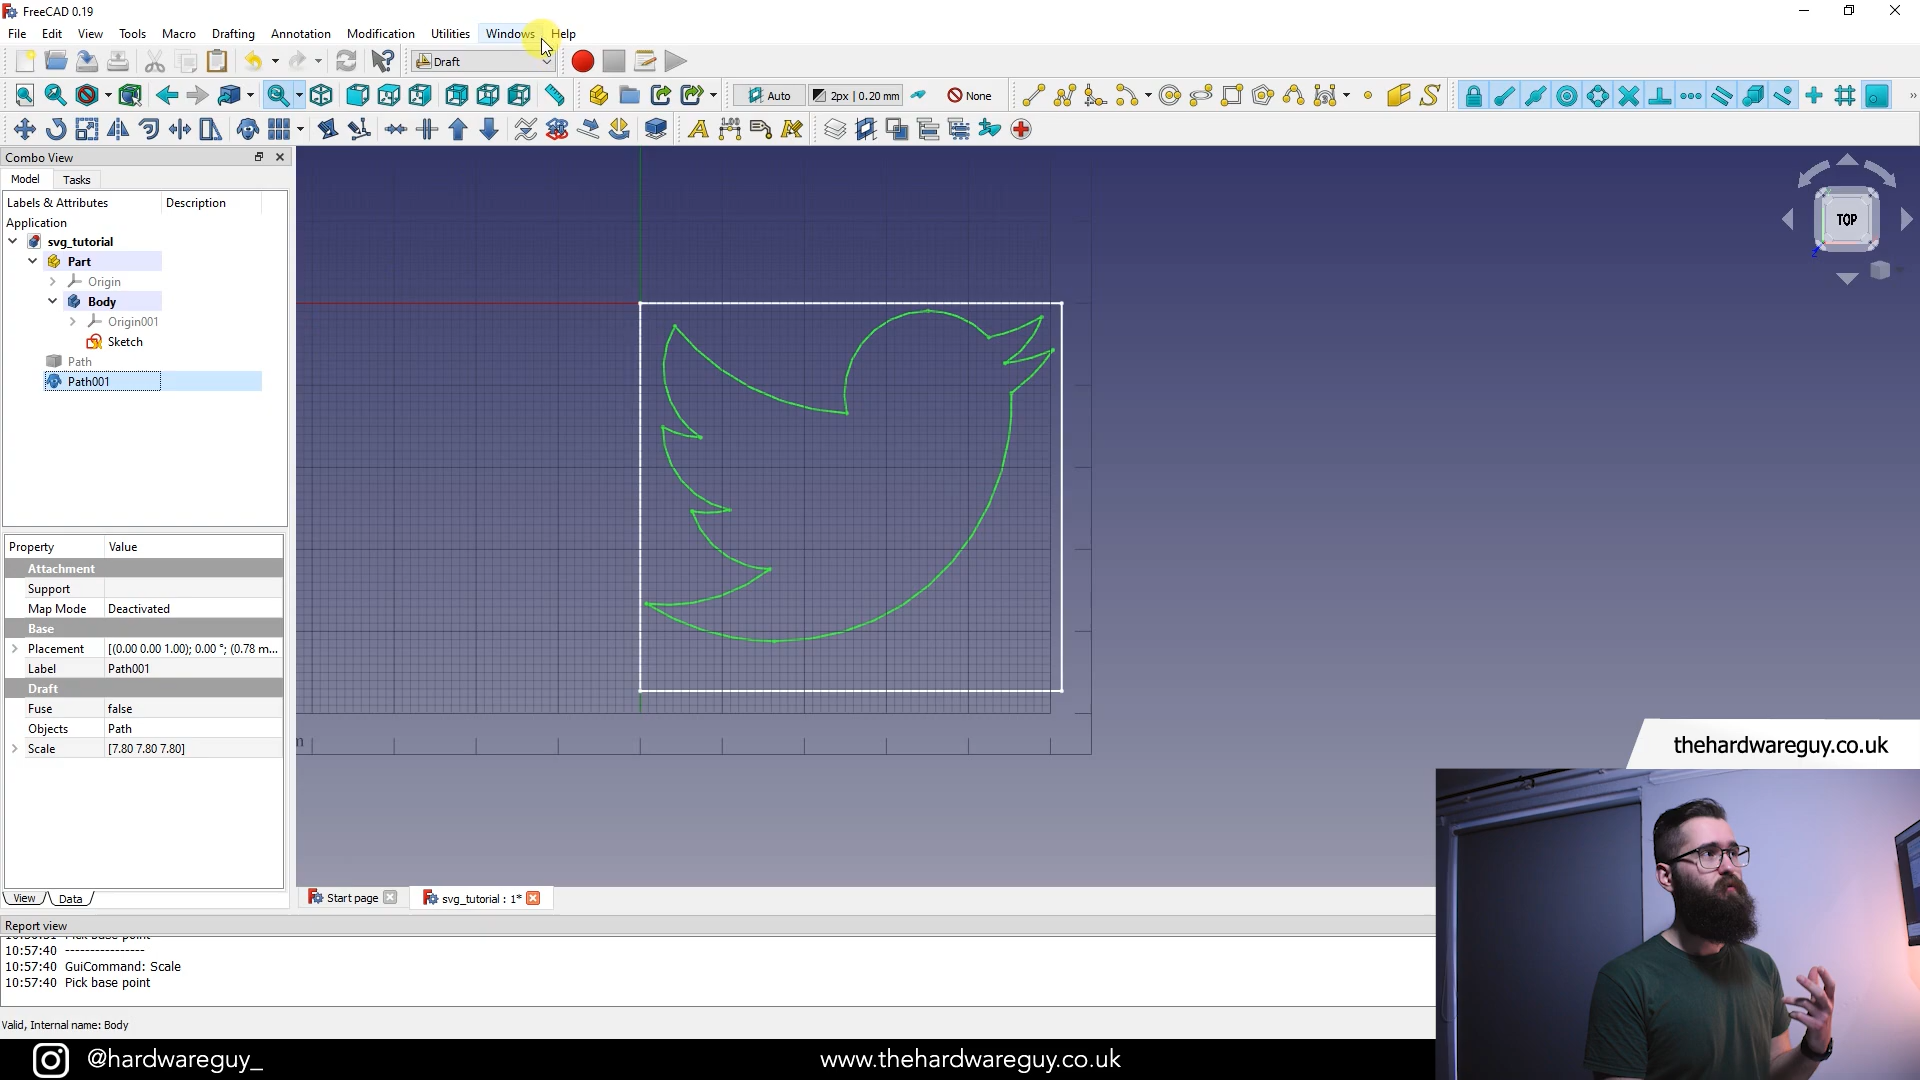 FreeCAD 0.19
File Edit View Tools Macro Drafting Annotation Modification Utilities Windows Help
Draft
Auto 2px | 0.20 mm None
1.00
Combo View
Model Tasks
Labels & Attributes Description
Application
svg_tutorial
Part
Origin
Body
Origin001
Sketch
Path
Path001
TOP
Z
Property Value
Attachment
Support
Map Mode Deactivated
Base
Placement [(0.00 0.00 1.00); 0.00 °; (0.78 m...
Label Path001
Draft
Fuse false
Objects Path
Scale [7.80 7.80 7.80]
View Data
Start page svg_tutorial : 1*
Report view
10:57:40 ----------------
10:57:40 GuiCommand: Scale
10:57:40 Pick base point
Valid, Internal name: Body
thehardwareguy.co.uk
@hardwareguy_
www.thehardwareguy.co.uk